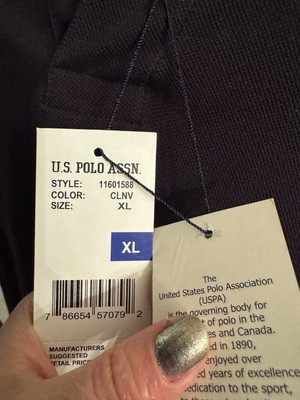 U.S. POLO ASSN.
STYLE: 11601588
COLOR: CLNV
SIZE: XL
XL
7 86654 57079 2
MANUFACTURERS
SUGGESTED
RETAIL PRICE
The
United States Polo Association
(USPA)
is the governing body for
of polo in the
and Canada.
in 1890,
enjoyed over
years of excellence
dedication to the sport,